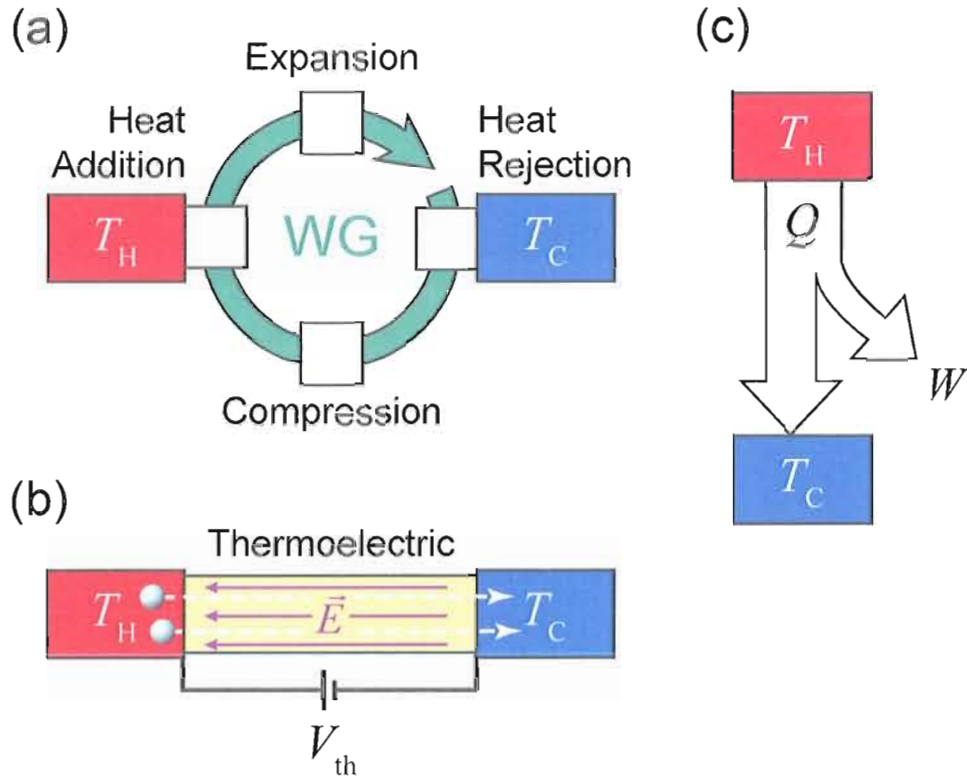 (a)
Expansion
Heat
Addition
Heat
Rejection
T_H
WG
T_C
Compression
(b)
Thermoelectric
T_H
E⃗
T_C
V_th
(c)
T_H
Q
W
T_C